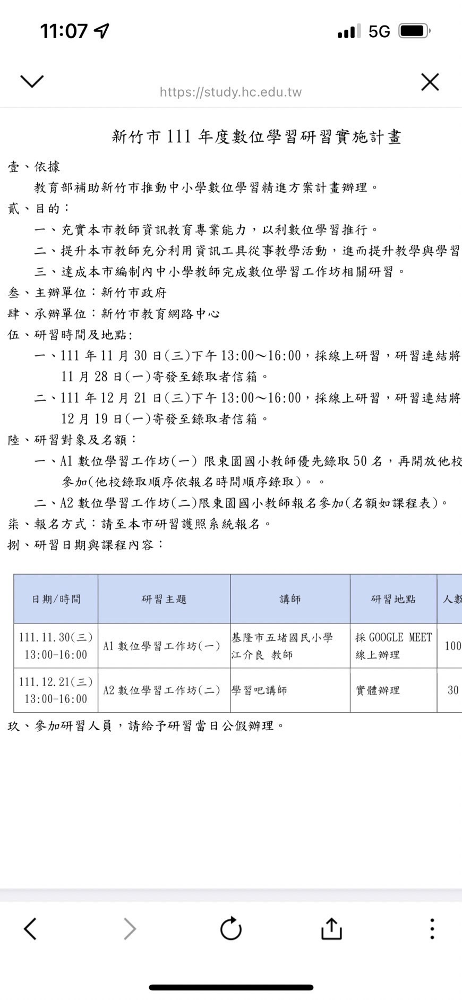 11:07
5G
https://study.hc.edu.tw
新竹市 111 年度數位學習研習實施計畫
壹、依據
教育部補助新竹市推動中小學數位學習精進方案計畫辦理。
貳、目的：
一、充實本市教師資訊教育專業能力，以利數位學習推行。
二、提升本市教師充分利用資訊工具從事教學活動，進而提升教學與學習
三、達成本市編制內中小學教師完成數位學習工作坊相關研習。
叁、主辦單位：新竹市政府
肆、承辦單位：新竹市教育網路中心
伍、研習時間及地點:
一、111 年 11 月 30 日(三)下午 13:00～16:00，採線上研習，研習連結將
11 月 28 日(一)寄發至錄取者信箱。
二、111 年 12 月 21 日(三)下午 13:00～16:00，採線上研習，研習連結將
12 月 19 日(一)寄發至錄取者信箱。
陸、研習對象及名額：
一、A1 數位學習工作坊(一) 限東園國小教師優先錄取 50 名，再開放他校
參加(他校錄取順序依報名時間順序錄取)。。
二、A2 數位學習工作坊(二)限東園國小教師報名參加(名額如課程表)。
柒、報名方式：請至本市研習護照系統報名。
捌、研習日期與課程內容：
日期/時間 研習主題 講師 研習地點 人數
111.11.30(三) 基隆市五堵國民小學 採 GOOGLE MEET
A1 數位學習工作坊(一) 100
13:00-16:00 江介良 教師 線上辦理
111.12.21(三)
A2 數位學習工作坊(二) 學習吧講師 實體辦理 30
13:00-16:00
玖、參加研習人員，請給予研習當日公假辦理。